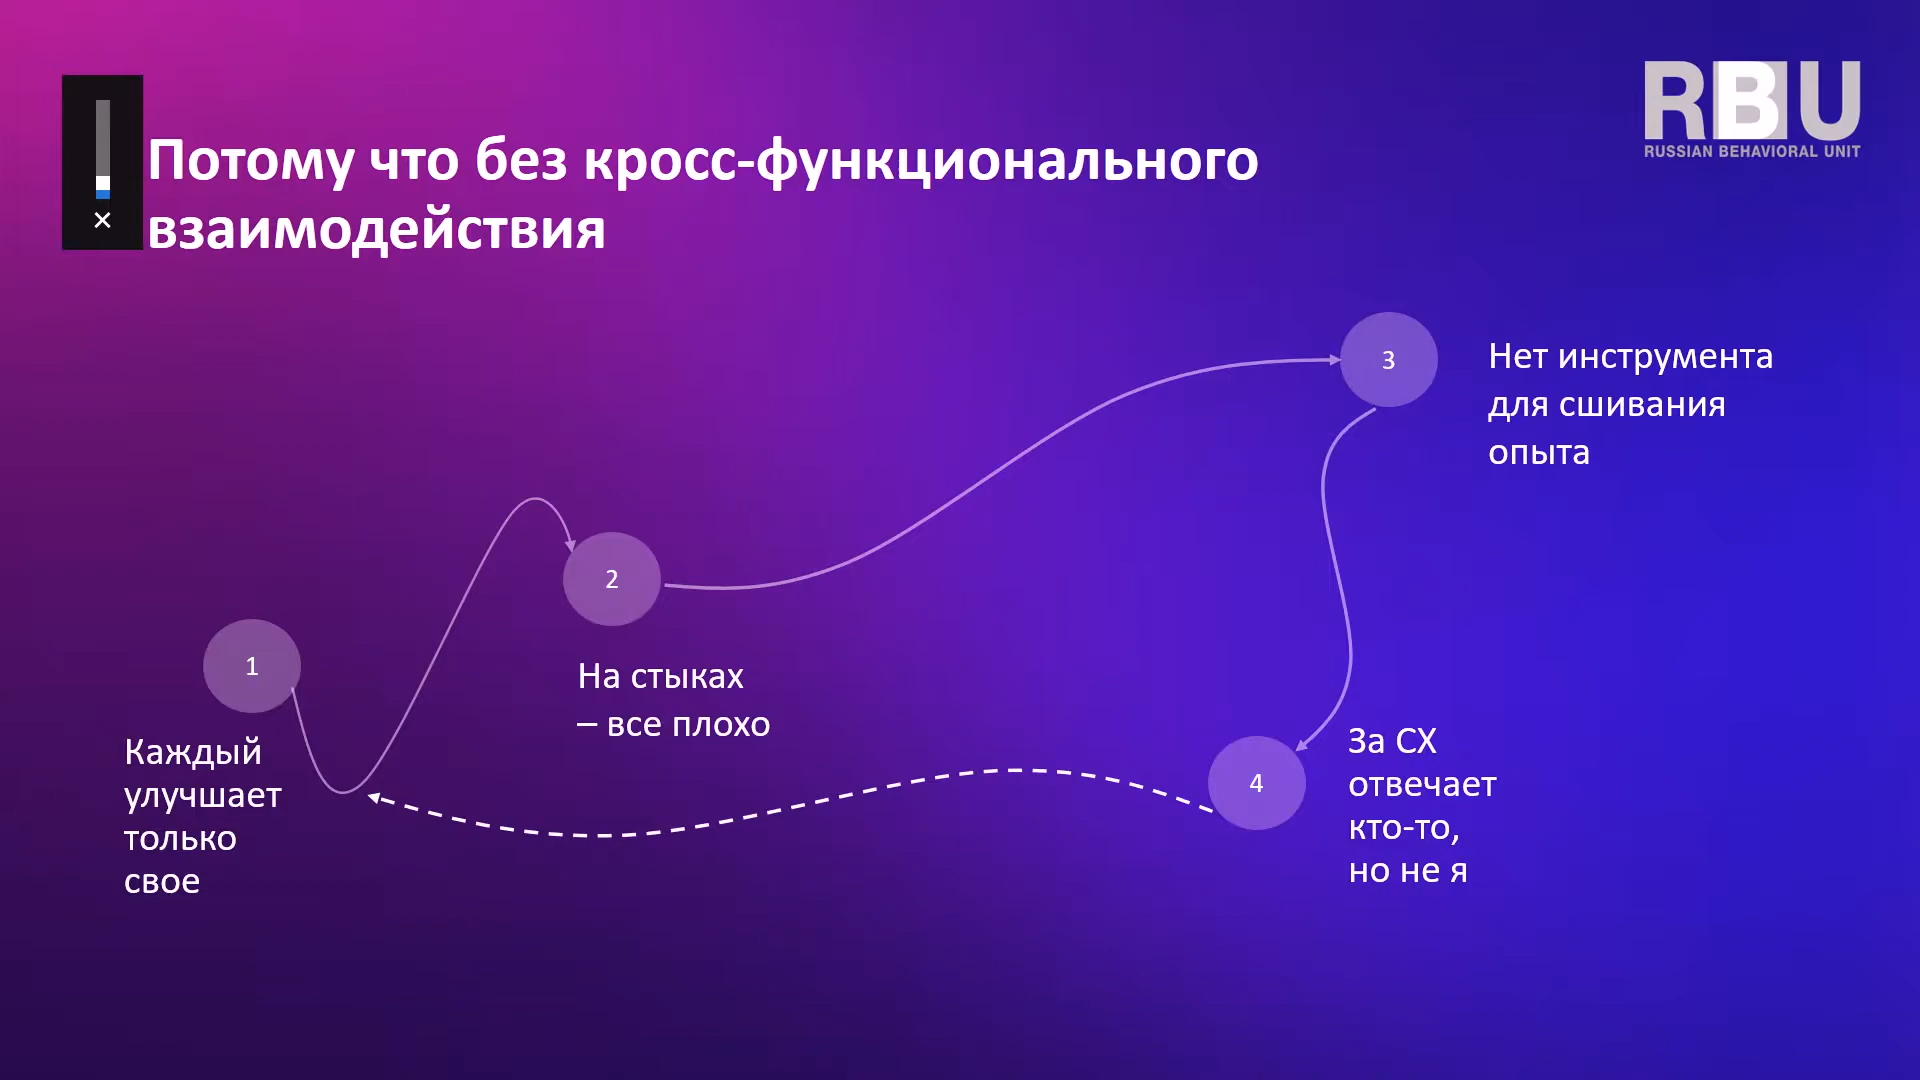 RBU
RUSSIAN BEHAVIORAL UNIT
Потому что без кросс-функционального
взаимодействия
1
Каждый
улучшает
только
свое
2
На стыках
– все плохо
3
Нет инструмента
для сшивания
опыта
4
За CX
отвечает
кто-то,
но не я